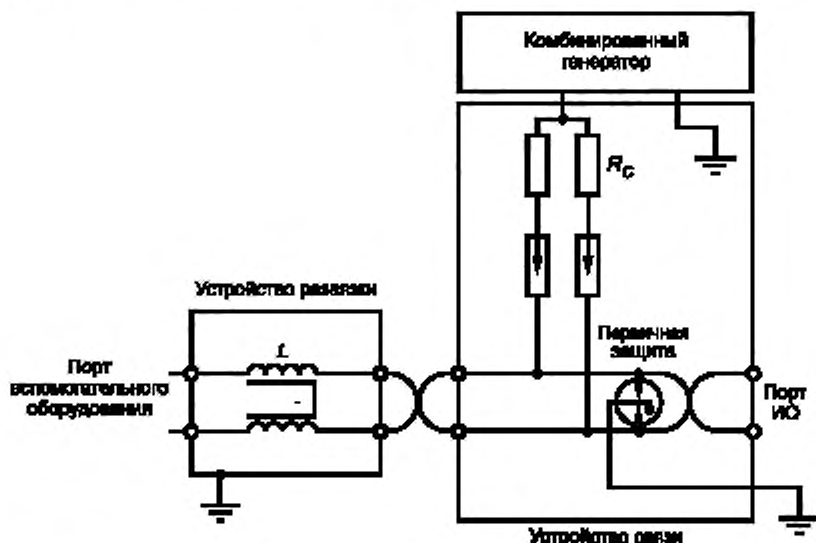 Комбинированный
генератор
R_C
Устройство развязки
L
Первичная
защита
Порт
вспомогательного
оборудования
Порт
ИО
Устройство связи